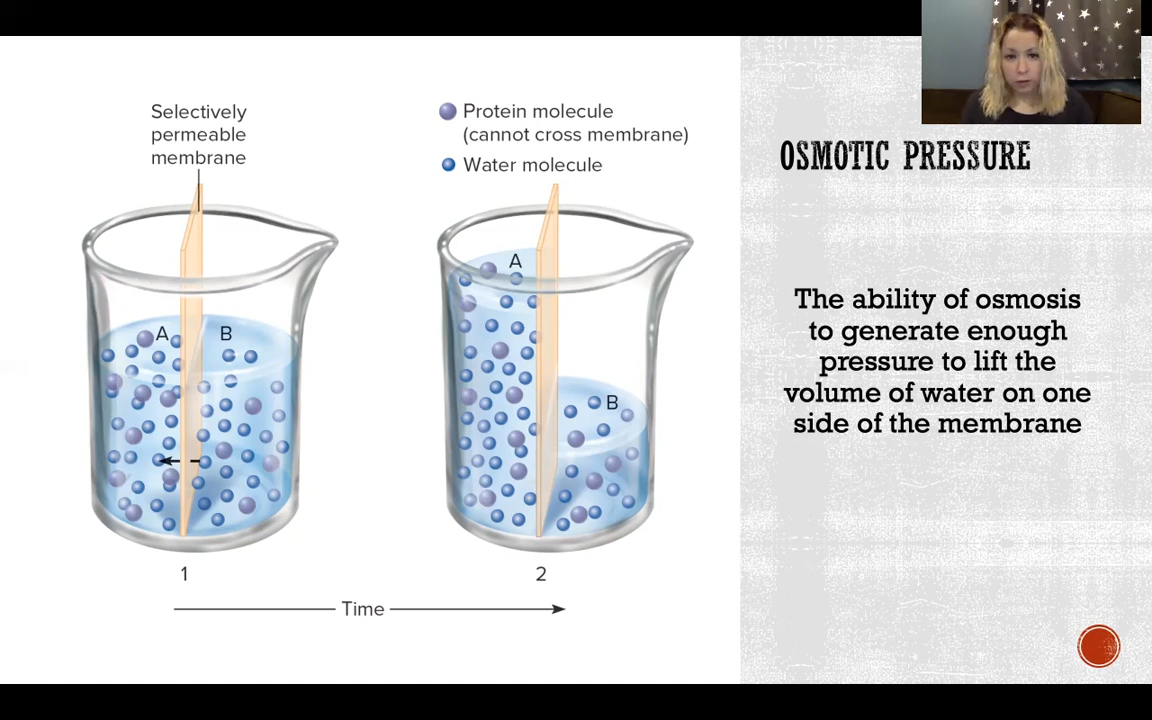 Selectively
permeable
membrane
Protein molecule
(cannot cross membrane)
Water molecule
A
B
A
B
1
2
Time
OSMOTIC PRESSURE
The ability of osmosis
to generate enough
pressure to lift the
volume of water on one
side of the membrane